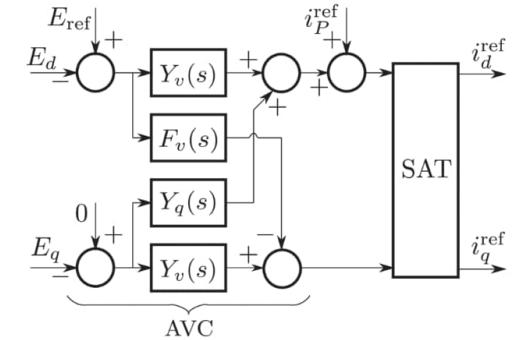 E_ref
i_P^ref
+
+
E_d
−
Y_v(s)
+
+
+
i_d^ref
F_v(s)
SAT
Y_q(s)
0
+
−
E_q
−
Y_v(s)
+
i_q^ref
AVC